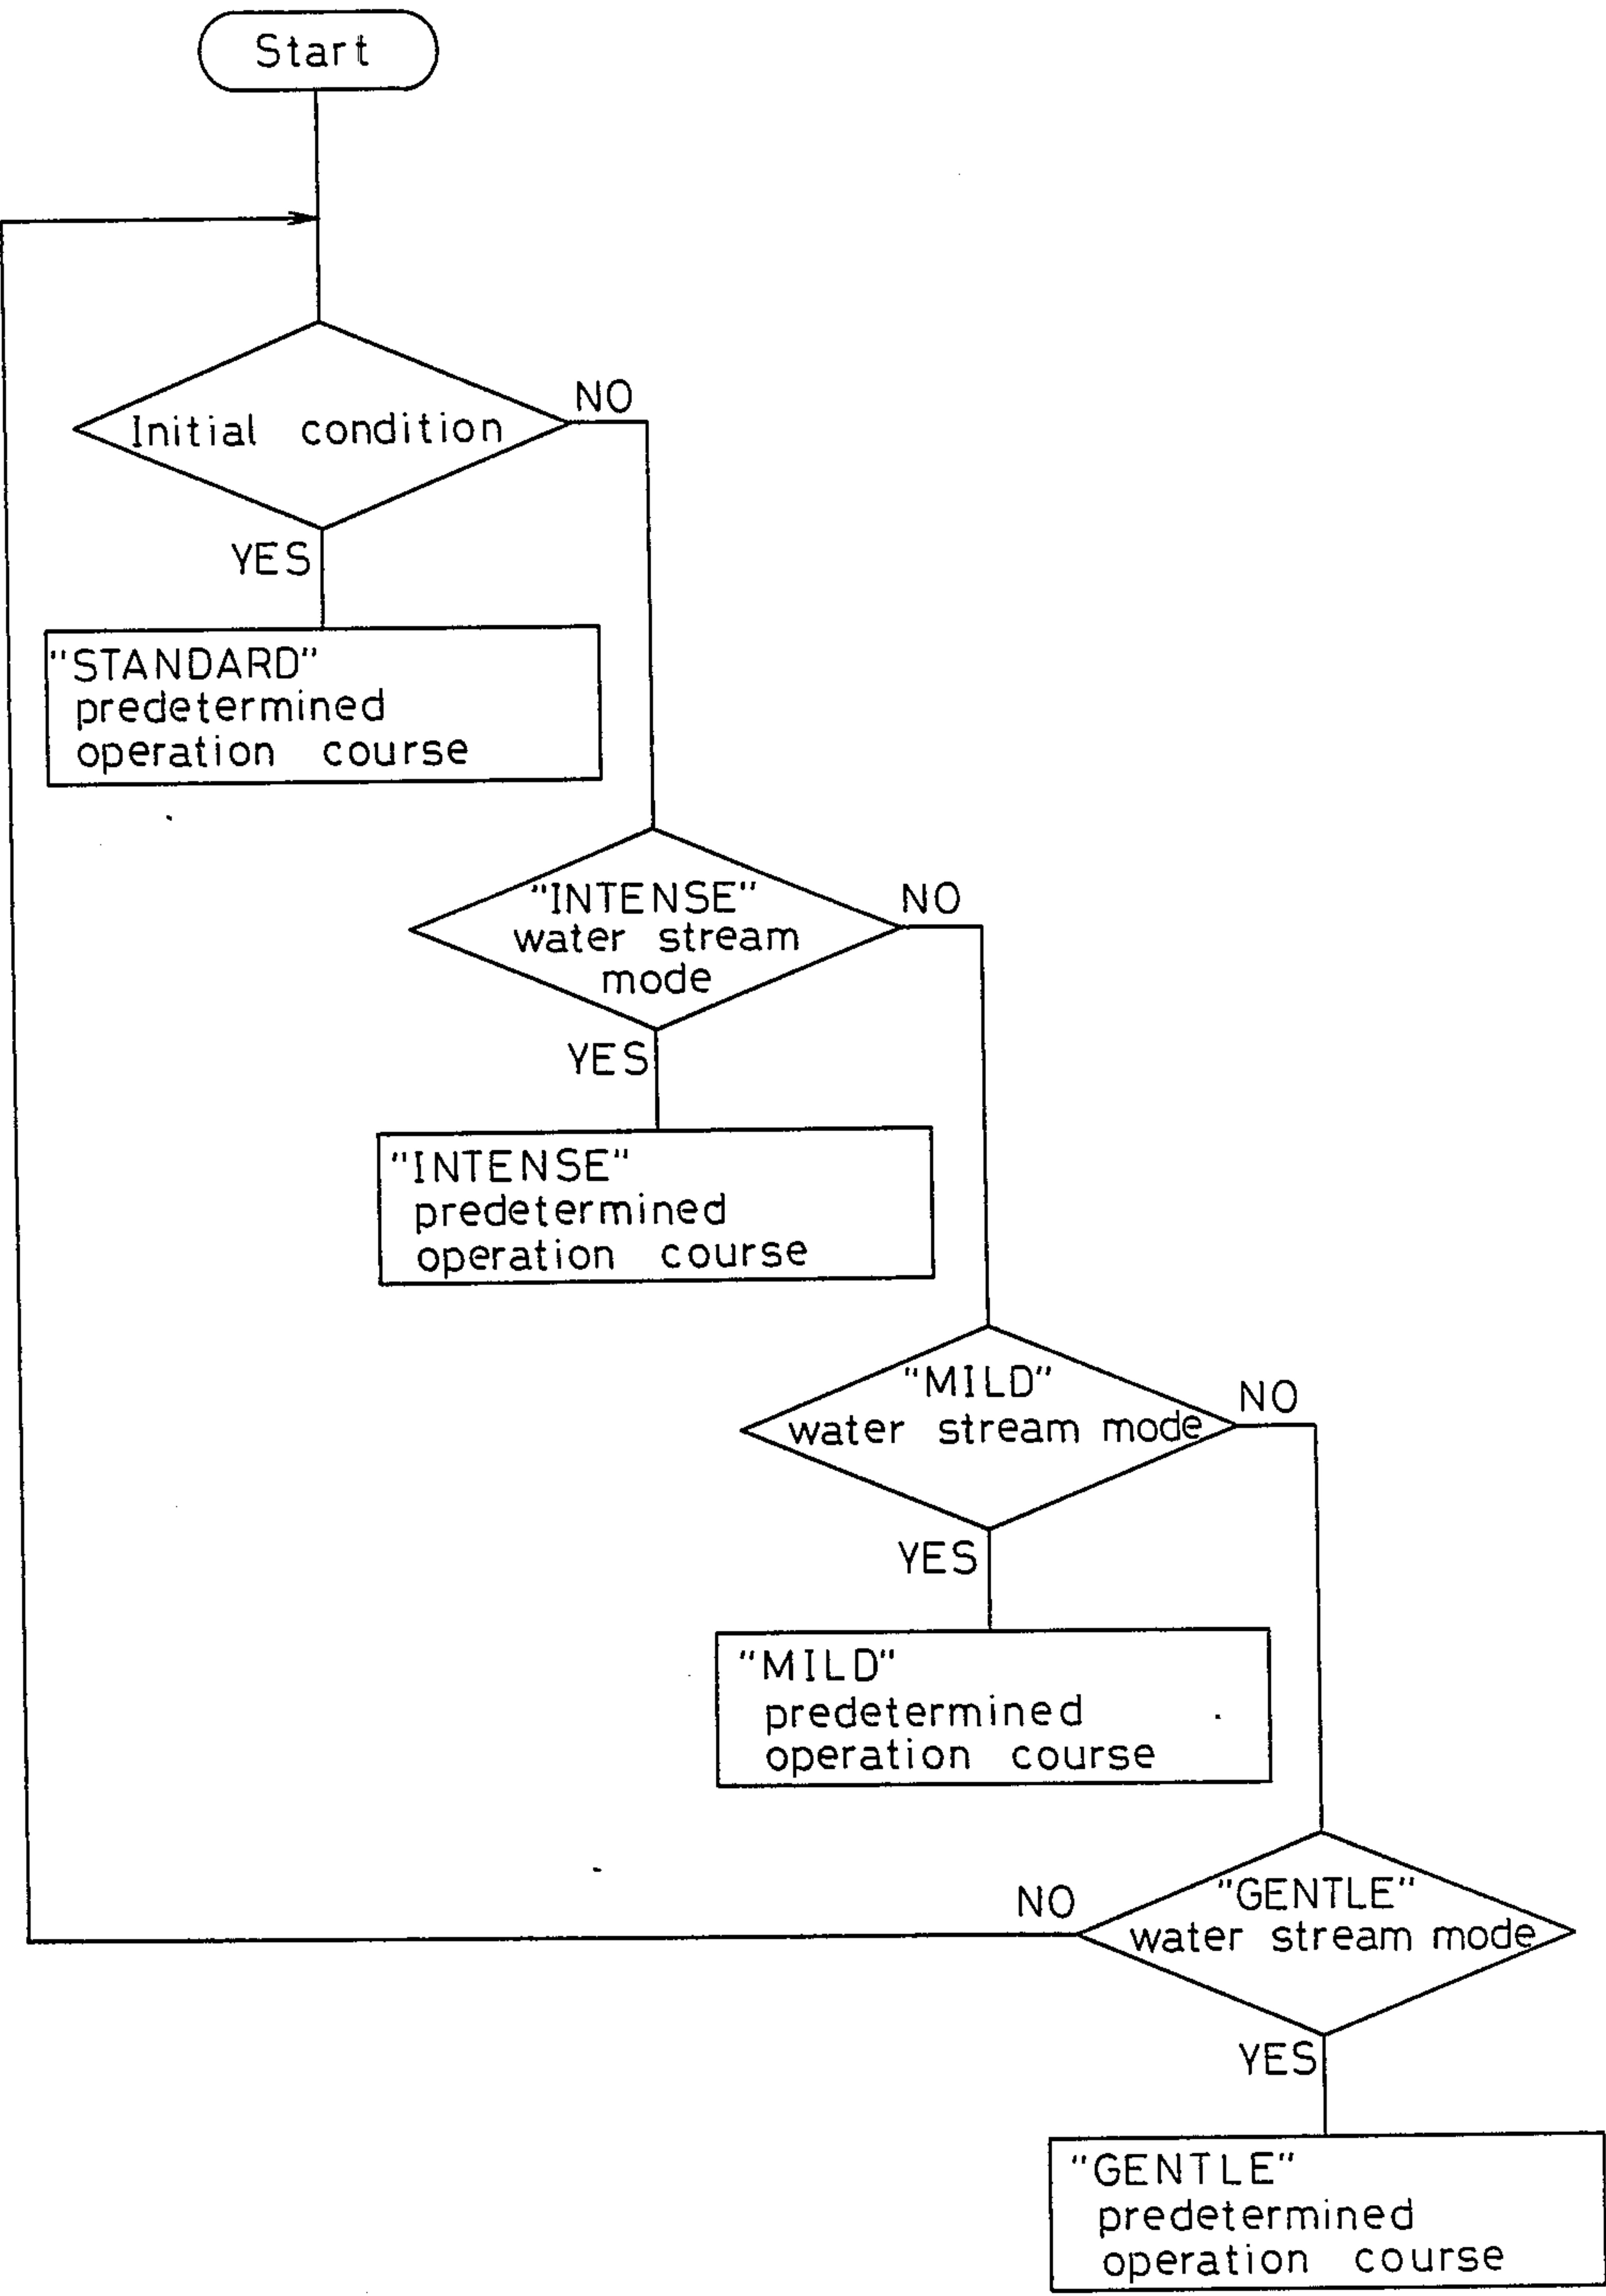 Start
Initial condition
NO
YES
"STANDARD"
predetermined
operation course
"INTENSE"
water stream
mode
NO
YES
"INTENSE"
predetermined
operation course
"MILD"
water stream mode
NO
YES
"MILD"
predetermined
operation course
NO
"GENTLE"
water stream mode
YES
"GENTLE"
predetermined
operation course